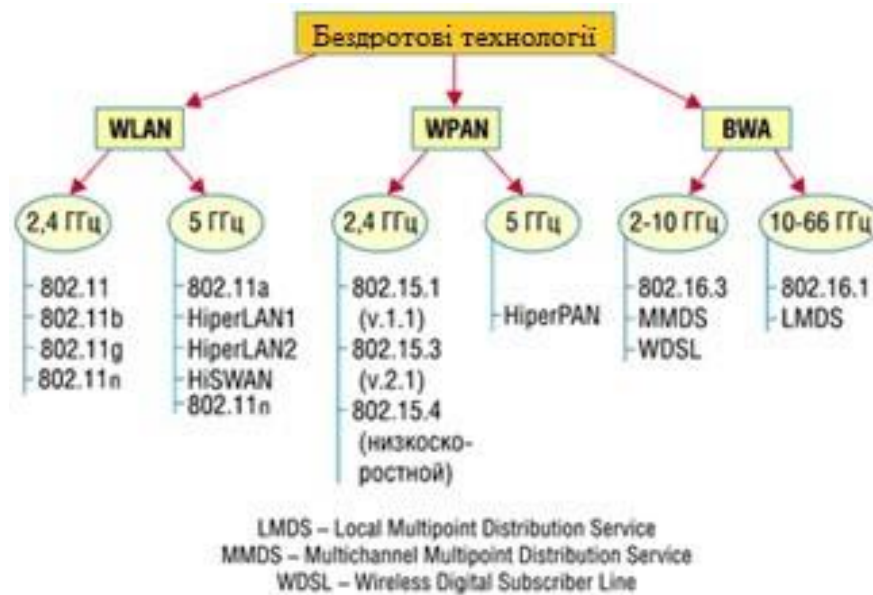 Бездротові технології
WLAN
WPAN
BWA
2,4 ГГц
5 ГГц
2,4 ГГц
5 ГГц
2-10 ГГц
10-66 ГГц
802.11
802.11b
802.11g
802.11n
802.11a
HiperLAN1
HiperLAN2
HiSWAN
802.11n
802.15.1
(v.1.1)
802.15.3
(v.2.1)
802.15.4
(низкоско-
ростной)
HiperPAN
802.16.3
MMDS
WDSL
802.16.1
LMDS
LMDS – Local Multipoint Distribution Service
MMDS – Multichannel Multipoint Distribution Service
WDSL – Wireless Digital Subscriber Line